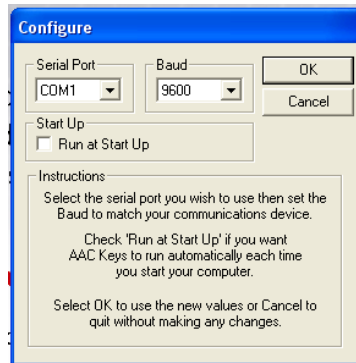 Configure
Serial Port
Baud
COM1
9600
OK
Cancel
Start Up
Run at Start Up
Instructions
Select the serial port you wish to use then set the
Baud to match your communications device.
Check 'Run at Start Up' if you want
AAC Keys to run automatically each time
you start your computer.
Select OK to use the new values or Cancel to
quit without making any changes.